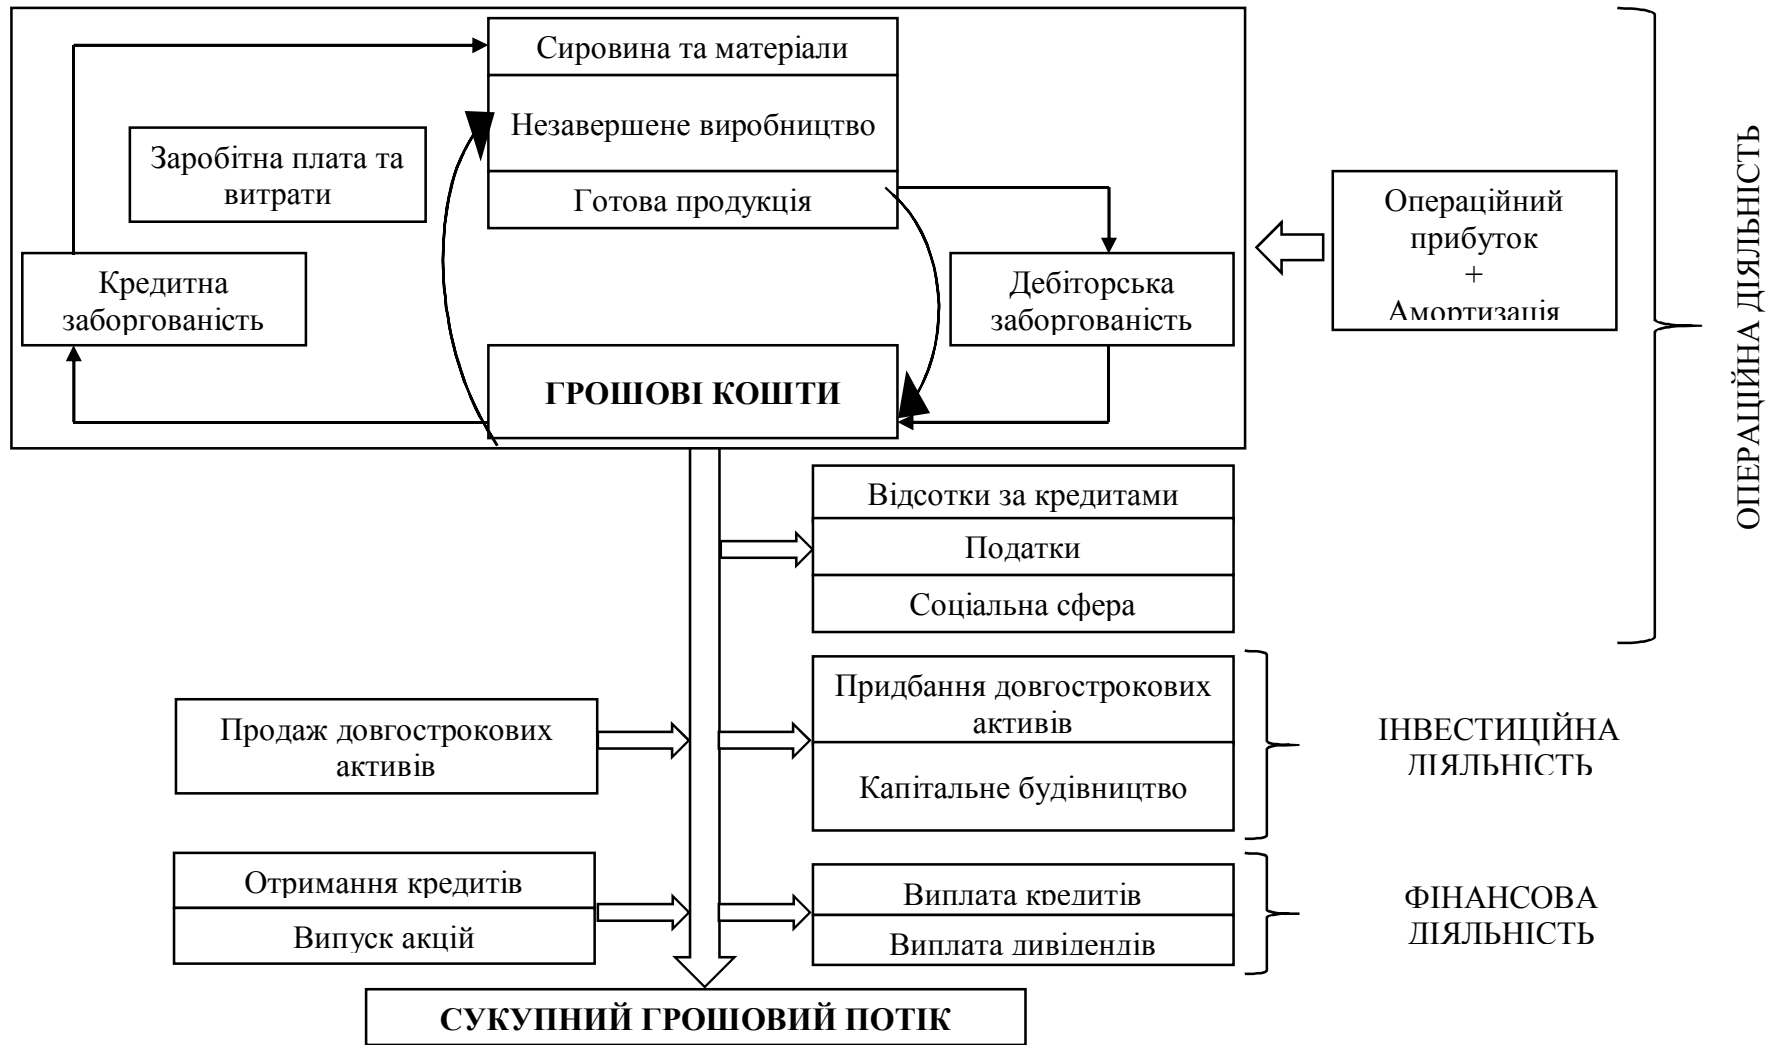 Сировина та матеріали
Незавершене виробництво
Готова продукція
Заробітна плата та
витрати
Кредитна
заборгованість
Дебіторська
заборгованість
ГРОШОВІ КОШТИ
Операційний
прибуток
+
Амортизація
ОПЕРАЦІЙНА ДІЯЛЬНІСТЬ
Відсотки за кредитами
Податки
Соціальна сфера
Продаж довгострокових
активів
Придбання довгострокових
активів
Капітальне будівництво
ІНВЕСТИЦІЙНА
ДІЯЛЬНІСТЬ
Отримання кредитів
Випуск акцій
Виплата кредитів
Виплата дивідендів
ФІНАНСОВА
ДІЯЛЬНІСТЬ
СУКУПНИЙ ГРОШОВИЙ ПОТІК